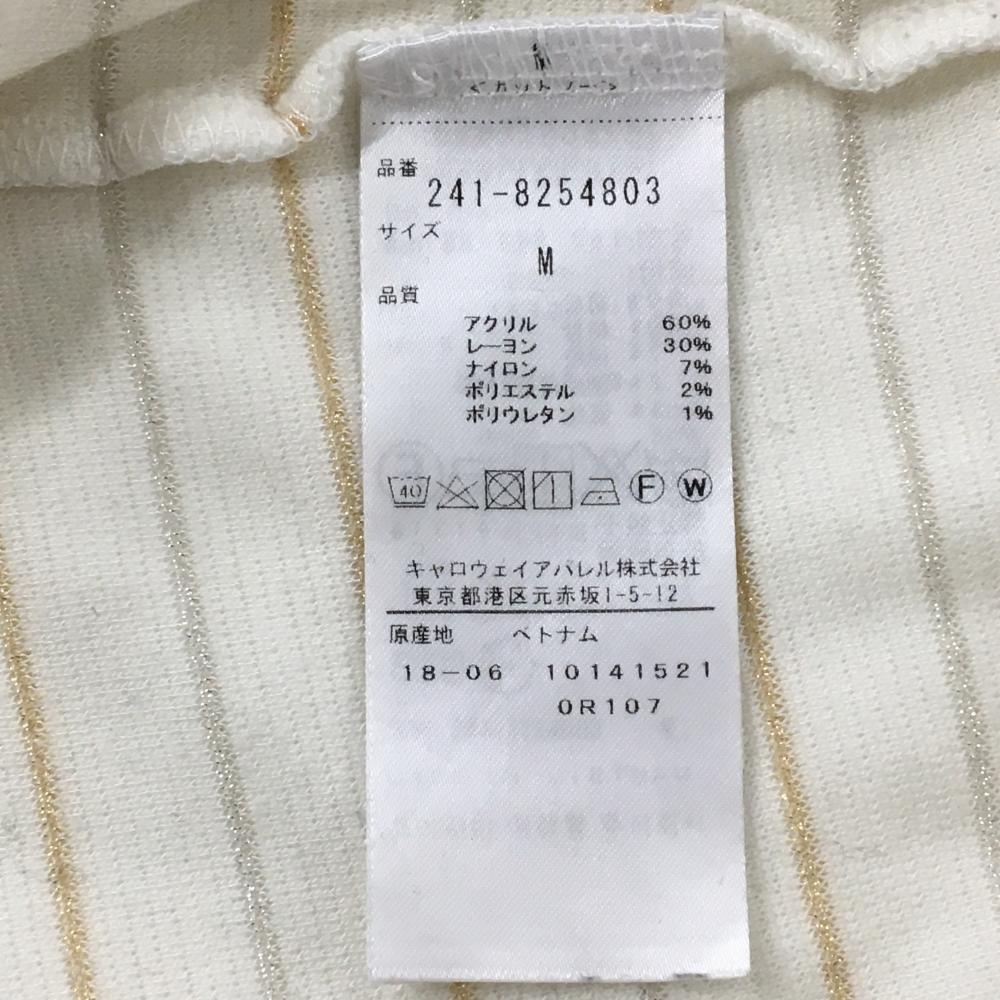 品番
241-8254803
サイズ
M
品質
アクリル 60%
レーヨン 30%
ナイロン 7%
ポリエステル 2%
ポリウレタン 1%
40 F W
キャロウェイアパレル株式会社
東京都港区元赤坂1-5-12
原産地 ベトナム
18-06 10141521
0R107